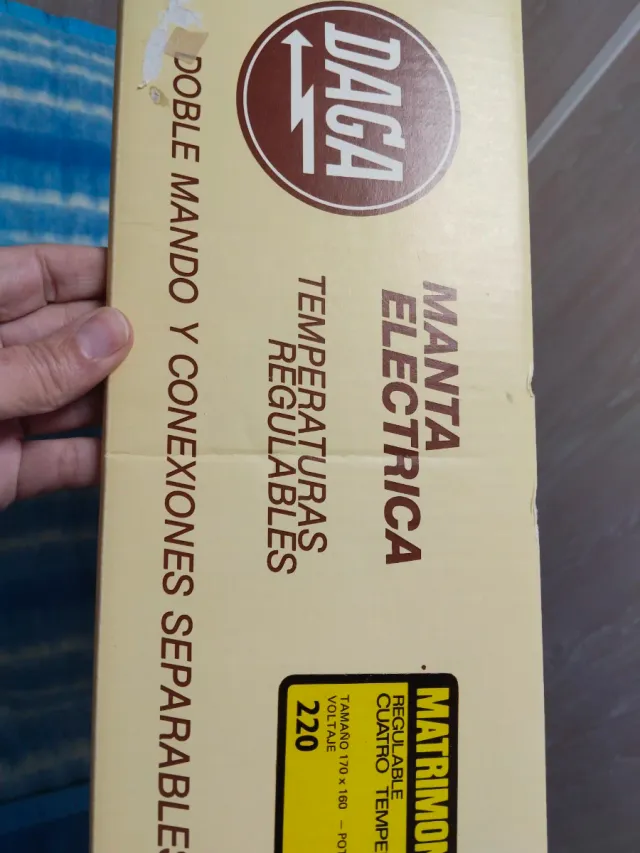 DAGA
MANTA
ELECTRICA
TEMPERATURAS
REGULABLES
DOBLE MANDO Y CONEXIONES SEPARABLES
MATRIMON
REGULABLE
CUATRO TEMPE
TAMAÑO 170 x 160 – POT
VOLTAJE
220